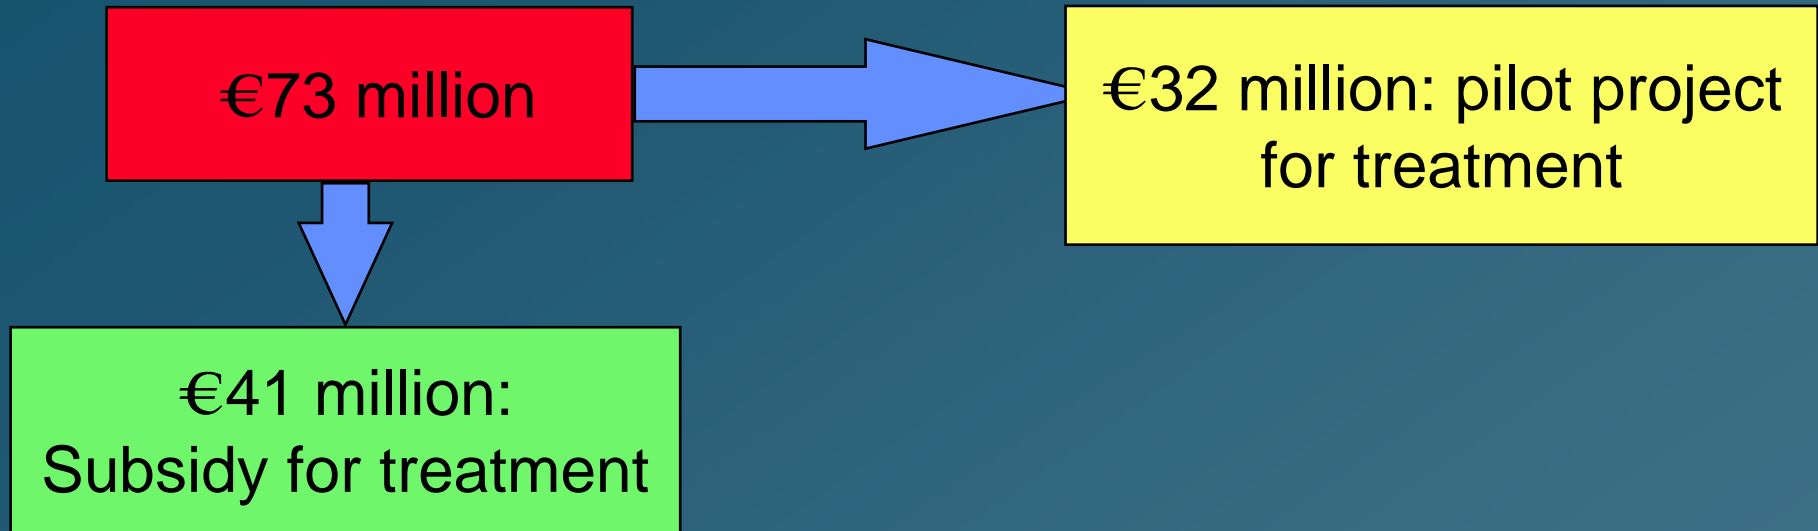 €73 million
€32 million: pilot project
for treatment
€41 million:
Subsidy for treatment